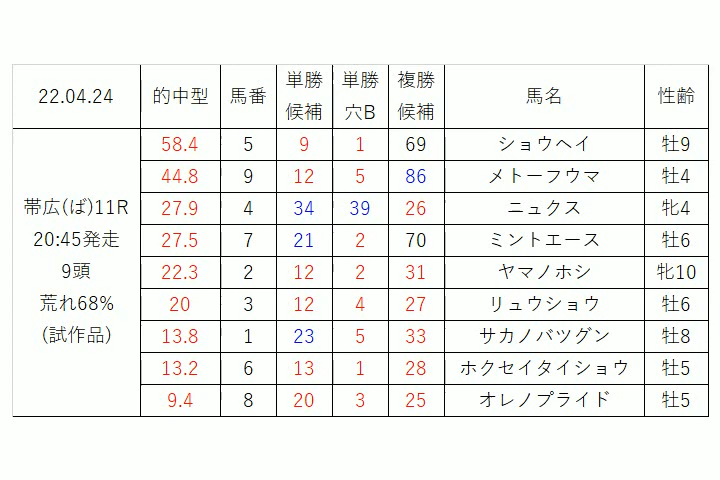 22.04.24 的中型 馬番 単勝候補 単勝穴B 複勝候補 馬名 性齢
帯広(ば)11R
20:45発走
9頭
荒れ68%
(試作品)
58.4 5 9 1 69 ショウヘイ 牡9
44.8 9 12 5 86 メトーフウマ 牡4
27.9 4 34 39 26 ニュクス 牝4
27.5 7 21 2 70 ミントエース 牡6
22.3 2 12 2 31 ヤマノホシ 牝10
20 3 12 4 27 リュウショウ 牡6
13.8 1 23 5 33 サカノバツグン 牡8
13.2 6 13 1 28 ホクセイタイショウ 牡5
9.4 8 20 3 25 オレノプライド 牡5